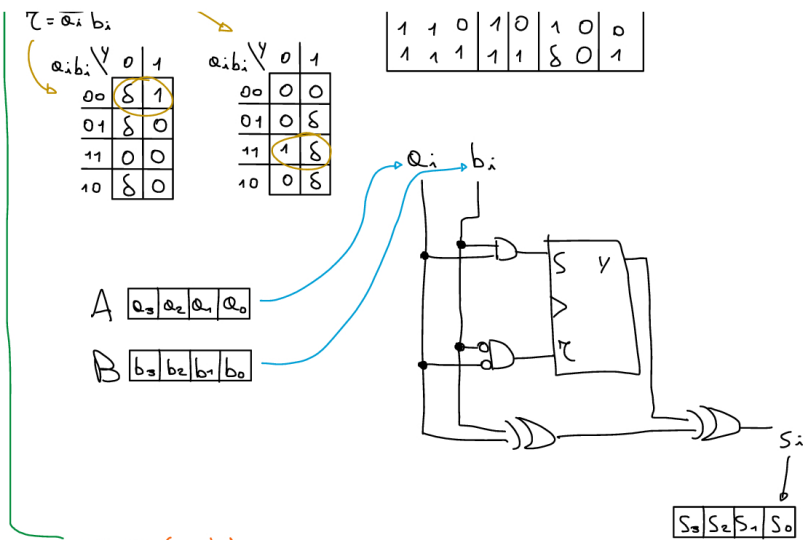 τ = a̅i bi
aibi\Y 0 1
00 δ 1
01 δ 0
11 0 0
10 δ 0
aibi\Y 0 1
00 0 0
01 0 δ
11 1 δ
10 0 δ
1 1 0 1 0 1 0 0
1 1 1 1 1 δ 0 1
ai bi
S Y
τ
A a3 a2 a1 a0
B b3 b2 b1 b0
Si
S3 S2 S1 S0